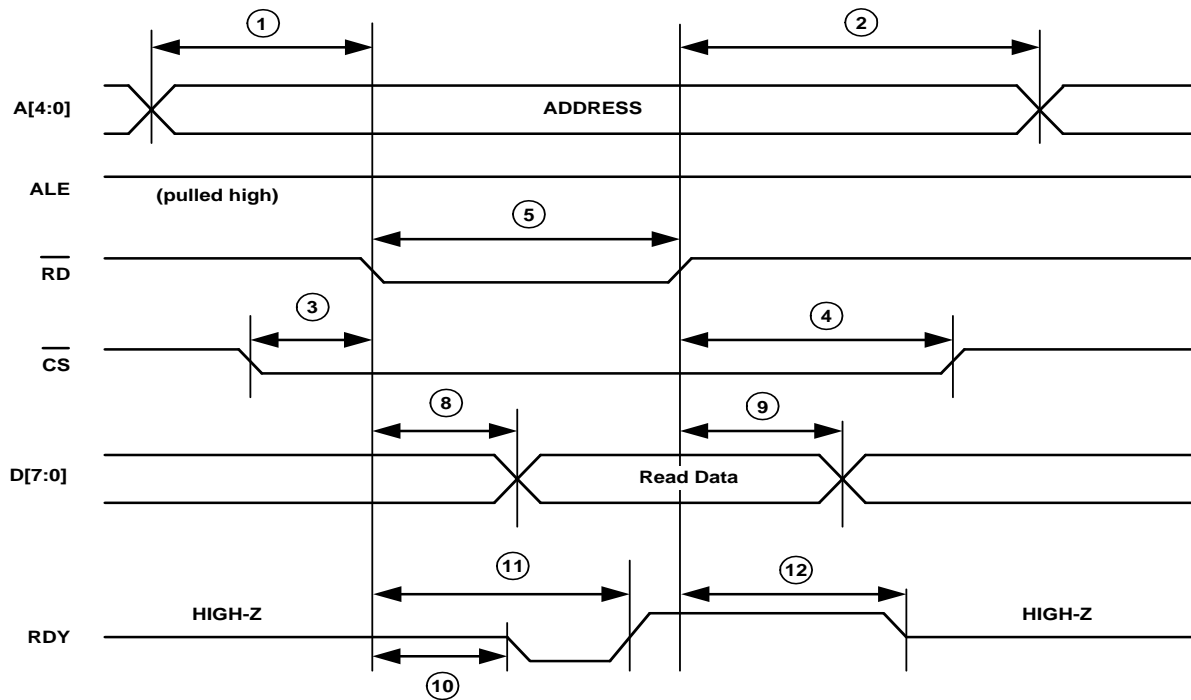 1
2
A[4:0]
ADDRESS
ALE
(pulled high)
5
RD
3
4
CS
8
9
D[7:0]
Read Data
11
12
HIGH-Z
HIGH-Z
RDY
10